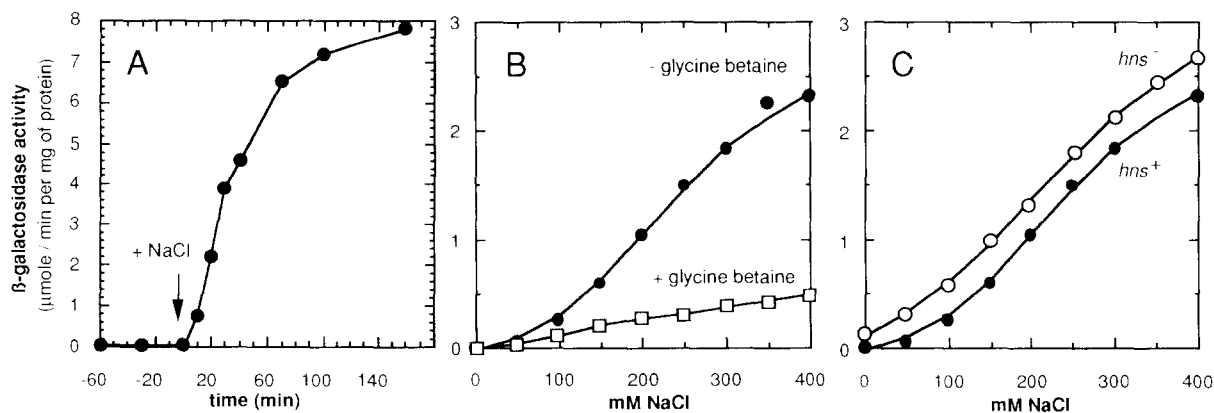 ß-galactosidase activity
(µmole / min per mg of protein)
A
8
7
6
5
4
3
2
1
0
+ NaCl
-60 -20 20 60 100 140
time (min)
B
3
2
1
0
- glycine betaine
+ glycine betaine
0 100 200 300 400
mM NaCl
C
3
2
1
0
hns⁻
hns⁺
0 100 200 300 400
mM NaCl